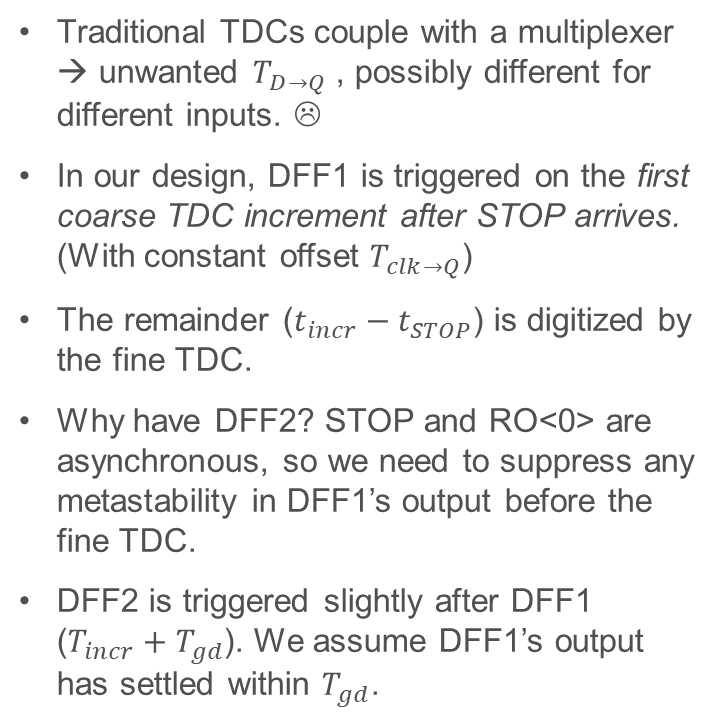 • Traditional TDCs couple with a multiplexer
→ unwanted T_{D→Q} , possibly different for
different inputs. ☹
• In our design, DFF1 is triggered on the first
coarse TDC increment after STOP arrives.
(With constant offset T_{clk→Q})
• The remainder (t_{incr} − t_{STOP}) is digitized by
the fine TDC.
• Why have DFF2? STOP and RO<0> are
asynchronous, so we need to suppress any
metastability in DFF1's output before the
fine TDC.
• DFF2 is triggered slightly after DFF1
(T_{incr} + T_{gd}). We assume DFF1's output
has settled within T_{gd}.